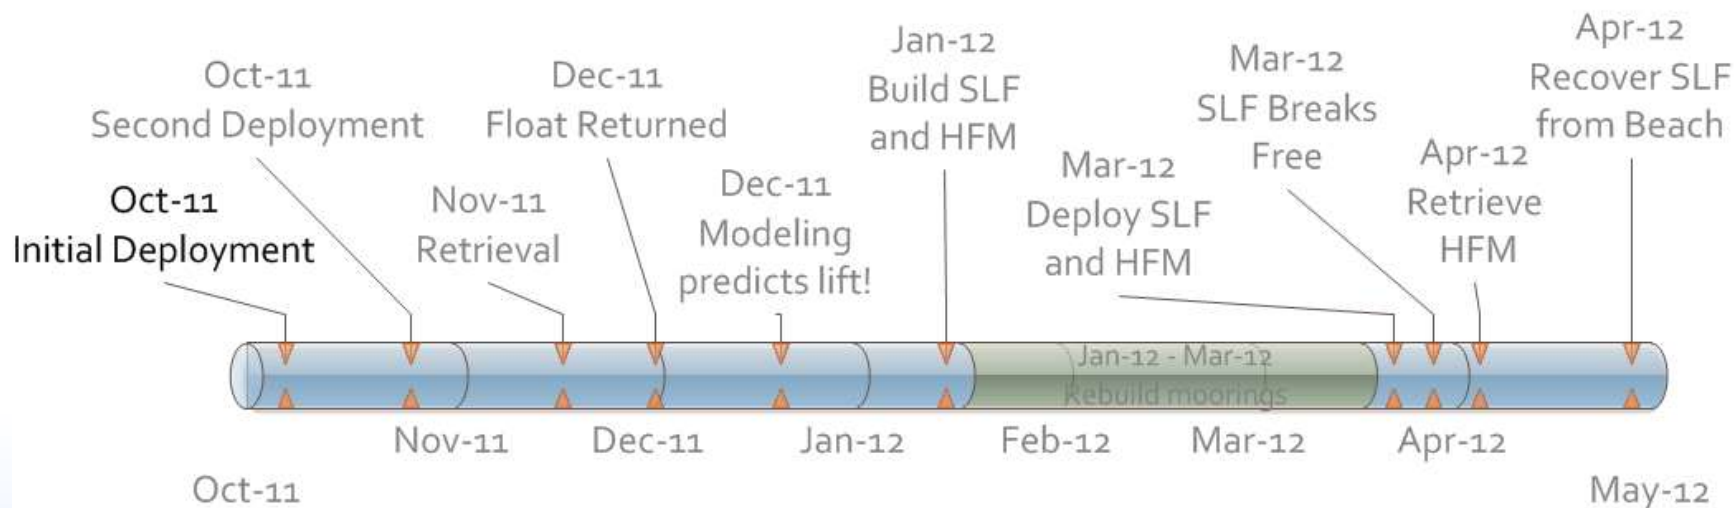 Oct-11
Initial Deployment
Oct-11
Second Deployment
Nov-11
Retrieval
Dec-11
Float Returned
Dec-11
Modeling
predicts lift!
Jan-12
Build SLF
and HFM
Mar-12
Deploy SLF
and HFM
Mar-12
SLF Breaks
Free
Apr-12
Retrieve
HFM
Apr-12
Recover SLF
from Beach
Jan-12 - Mar-12
Rebuild moorings
Oct-11
Nov-11
Dec-11
Jan-12
Feb-12
Mar-12
Apr-12
May-12